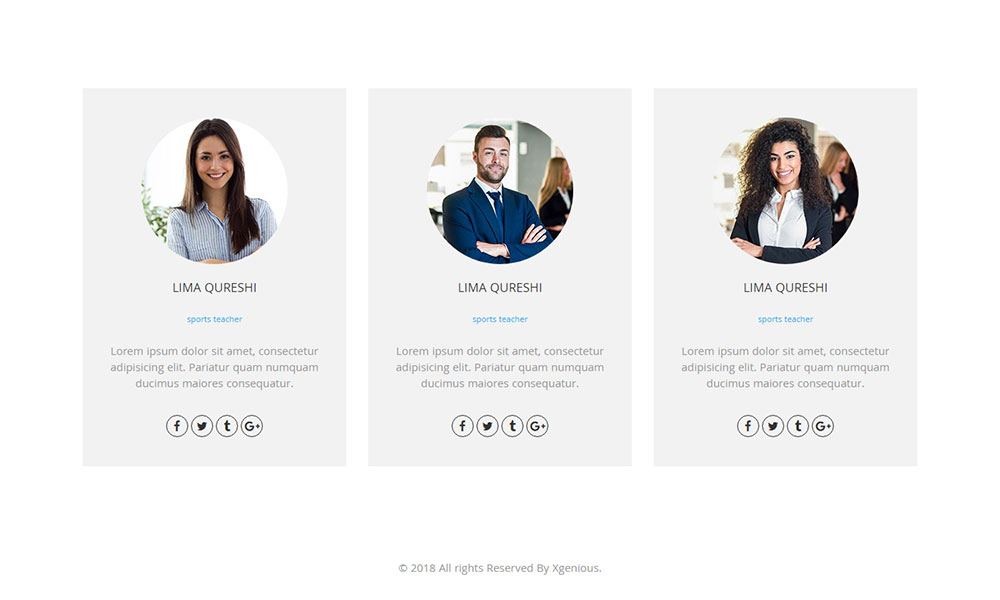 LIMA QURESHI
sports teacher
Lorem ipsum dolor sit amet, consectetur
adipisicing elit. Pariatur quam numquam
ducimus maiores consequatur.
f t G+
LIMA QURESHI
sports teacher
Lorem ipsum dolor sit amet, consectetur
adipisicing elit. Pariatur quam numquam
ducimus maiores consequatur.
f t G+
LIMA QURESHI
sports teacher
Lorem ipsum dolor sit amet, consectetur
adipisicing elit. Pariatur quam numquam
ducimus maiores consequatur.
f t G+
© 2018 All rights Reserved By Xgenious.